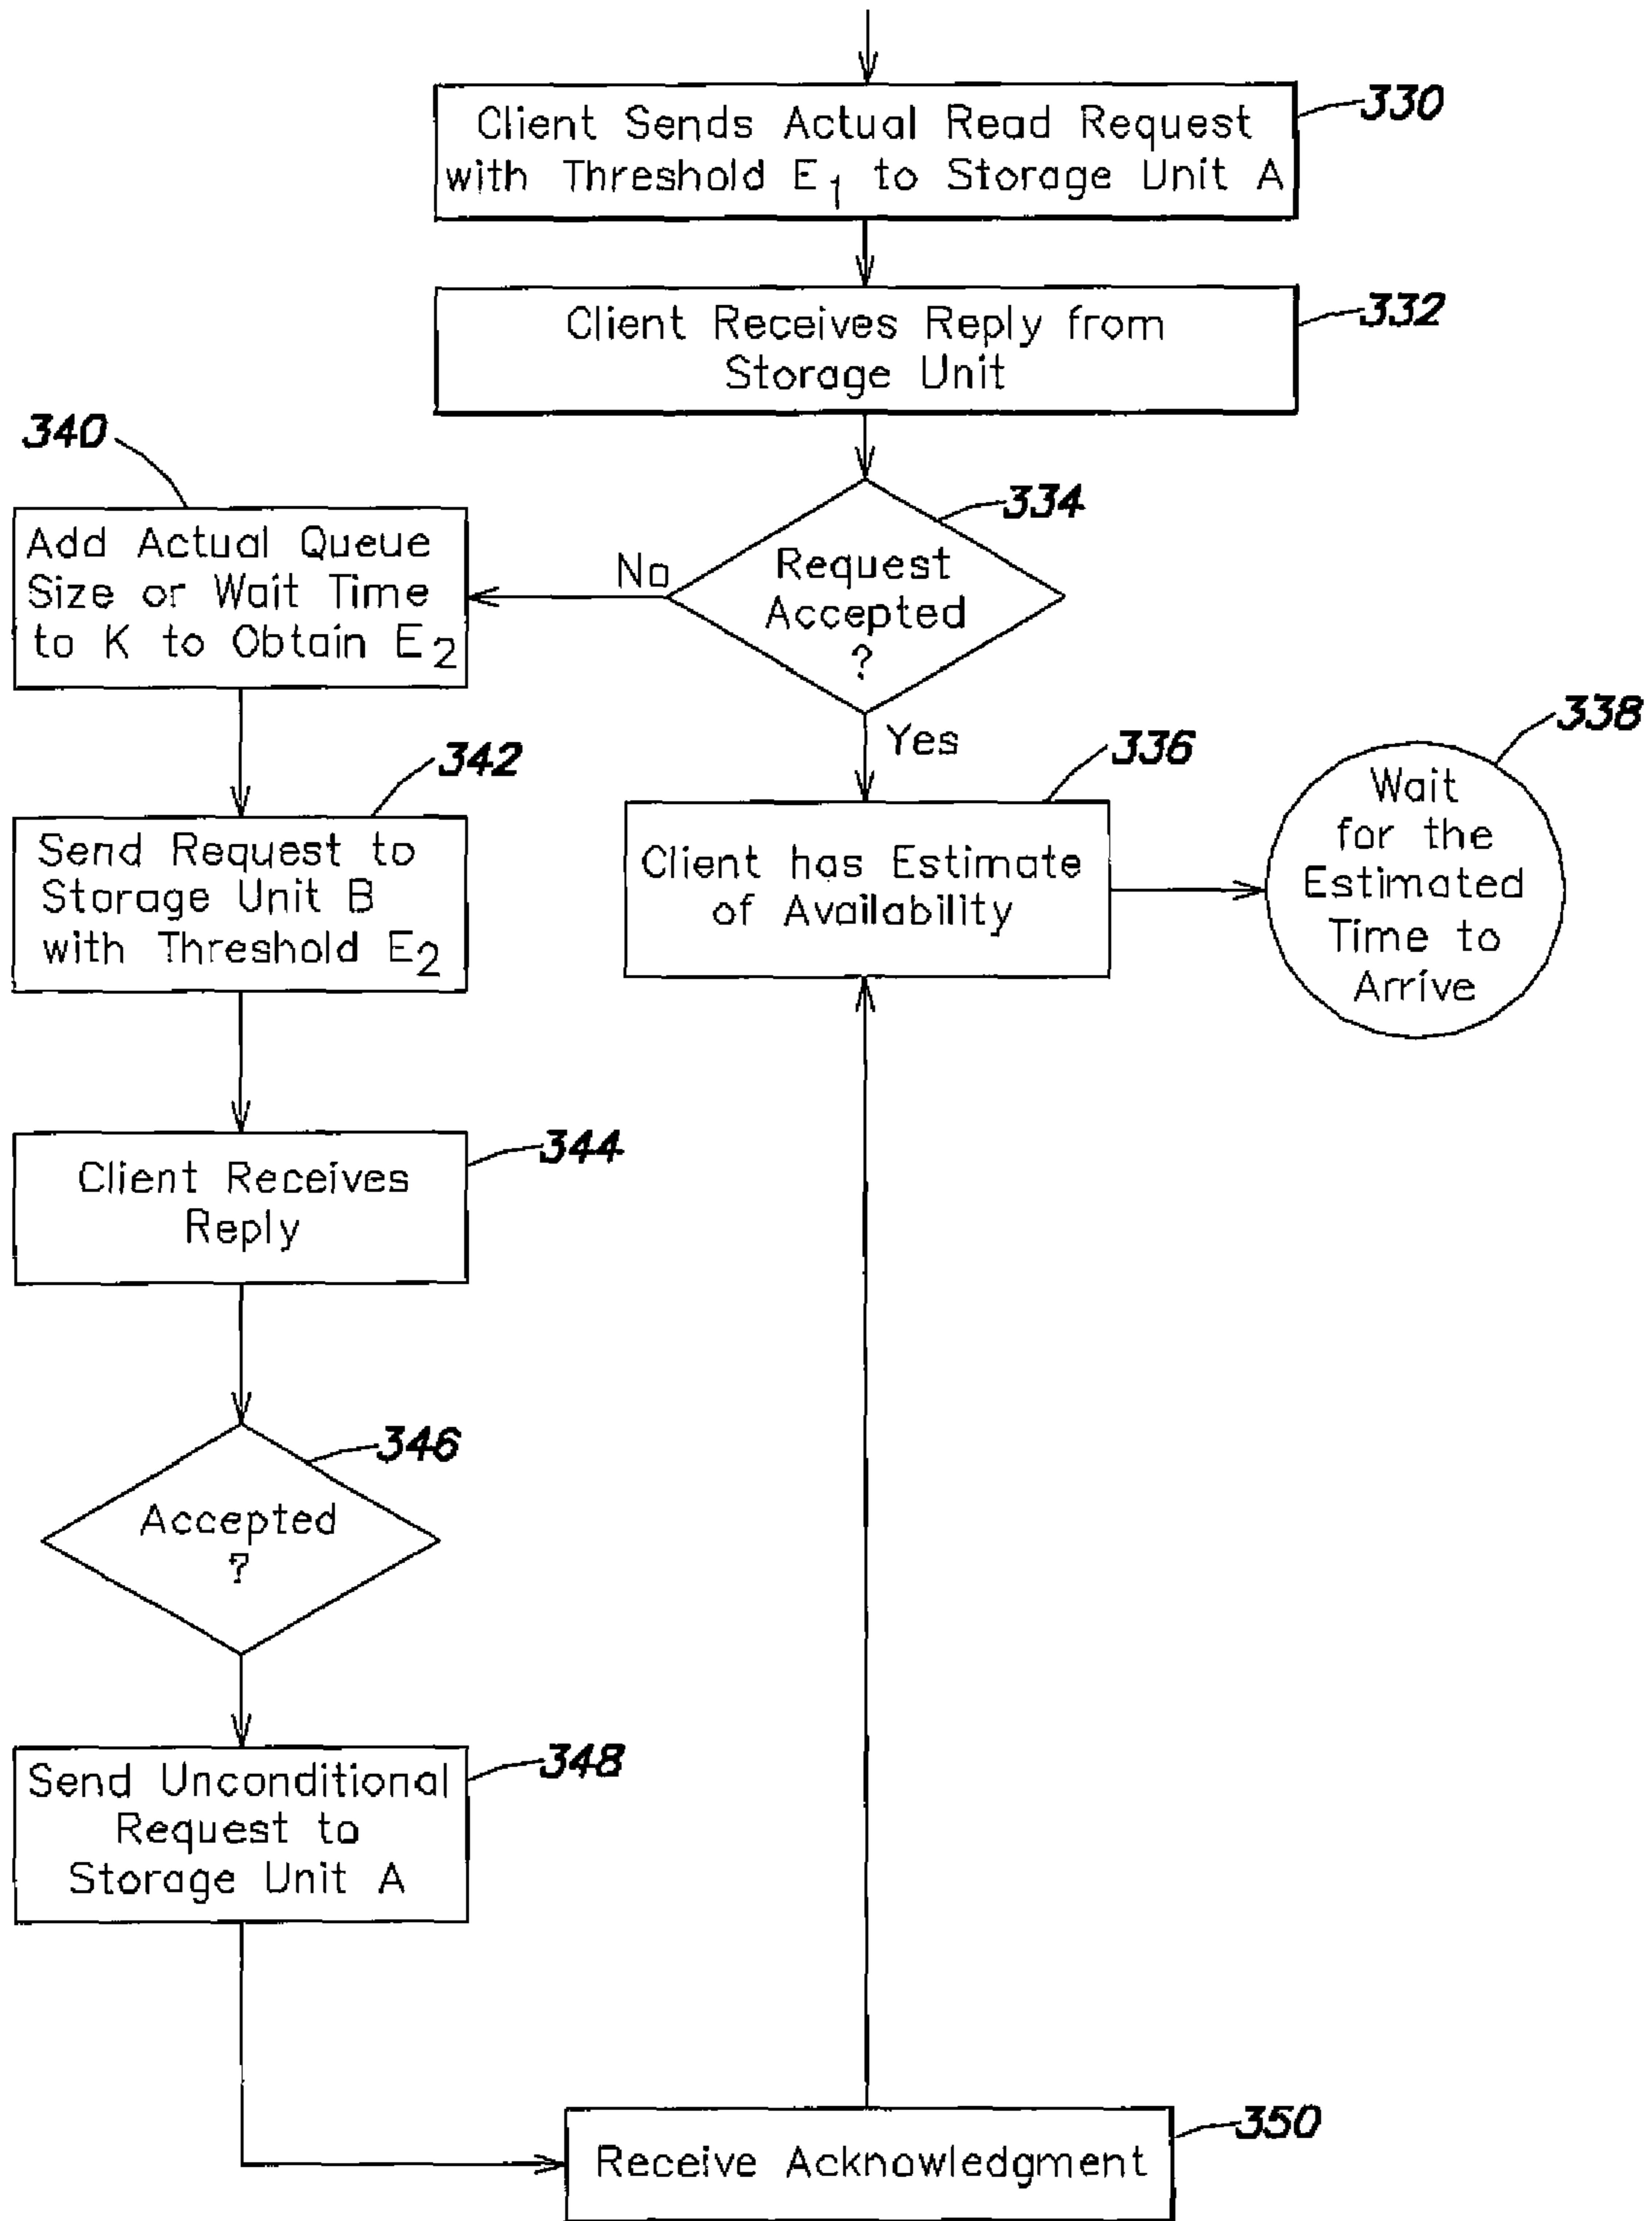 Client Sends Actual Read Request
with Threshold E1 to Storage Unit A
330
Client Receives Reply from
Storage Unit
332
Request
Accepted
?
334
No
Yes
340
Add Actual Queue
Size or Wait Time
to K to Obtain E2
342
Send Request to
Storage Unit B
with Threshold E2
336
Client has Estimate
of Availability
338
Wait
for the
Estimated
Time to
Arrive
344
Client Receives
Reply
346
Accepted
?
348
Send Unconditional
Request to
Storage Unit A
350
Receive Acknowledgment